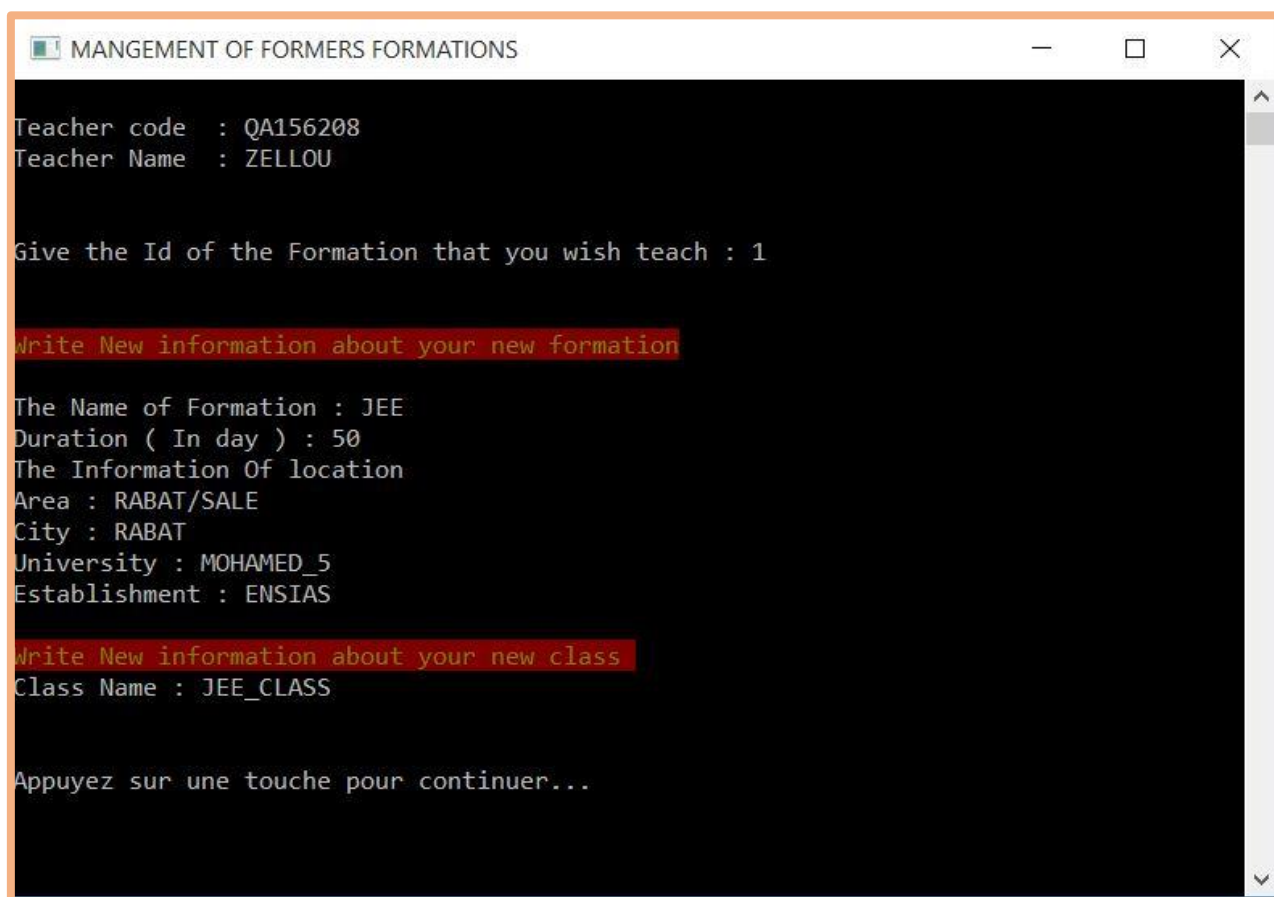 MANGEMENT OF FORMERS FORMATIONS
Teacher code  : QA156208
Teacher Name  : ZELLOU
Give the Id of the Formation that you wish teach : 1
Write New information about your new formation
The Name of Formation : JEE
Duration ( In day ) : 50
The Information Of location
Area : RABAT/SALE
City : RABAT
University : MOHAMED_5
Establishment : ENSIAS
Write New information about your new class
Class Name : JEE_CLASS
Appuyez sur une touche pour continuer...